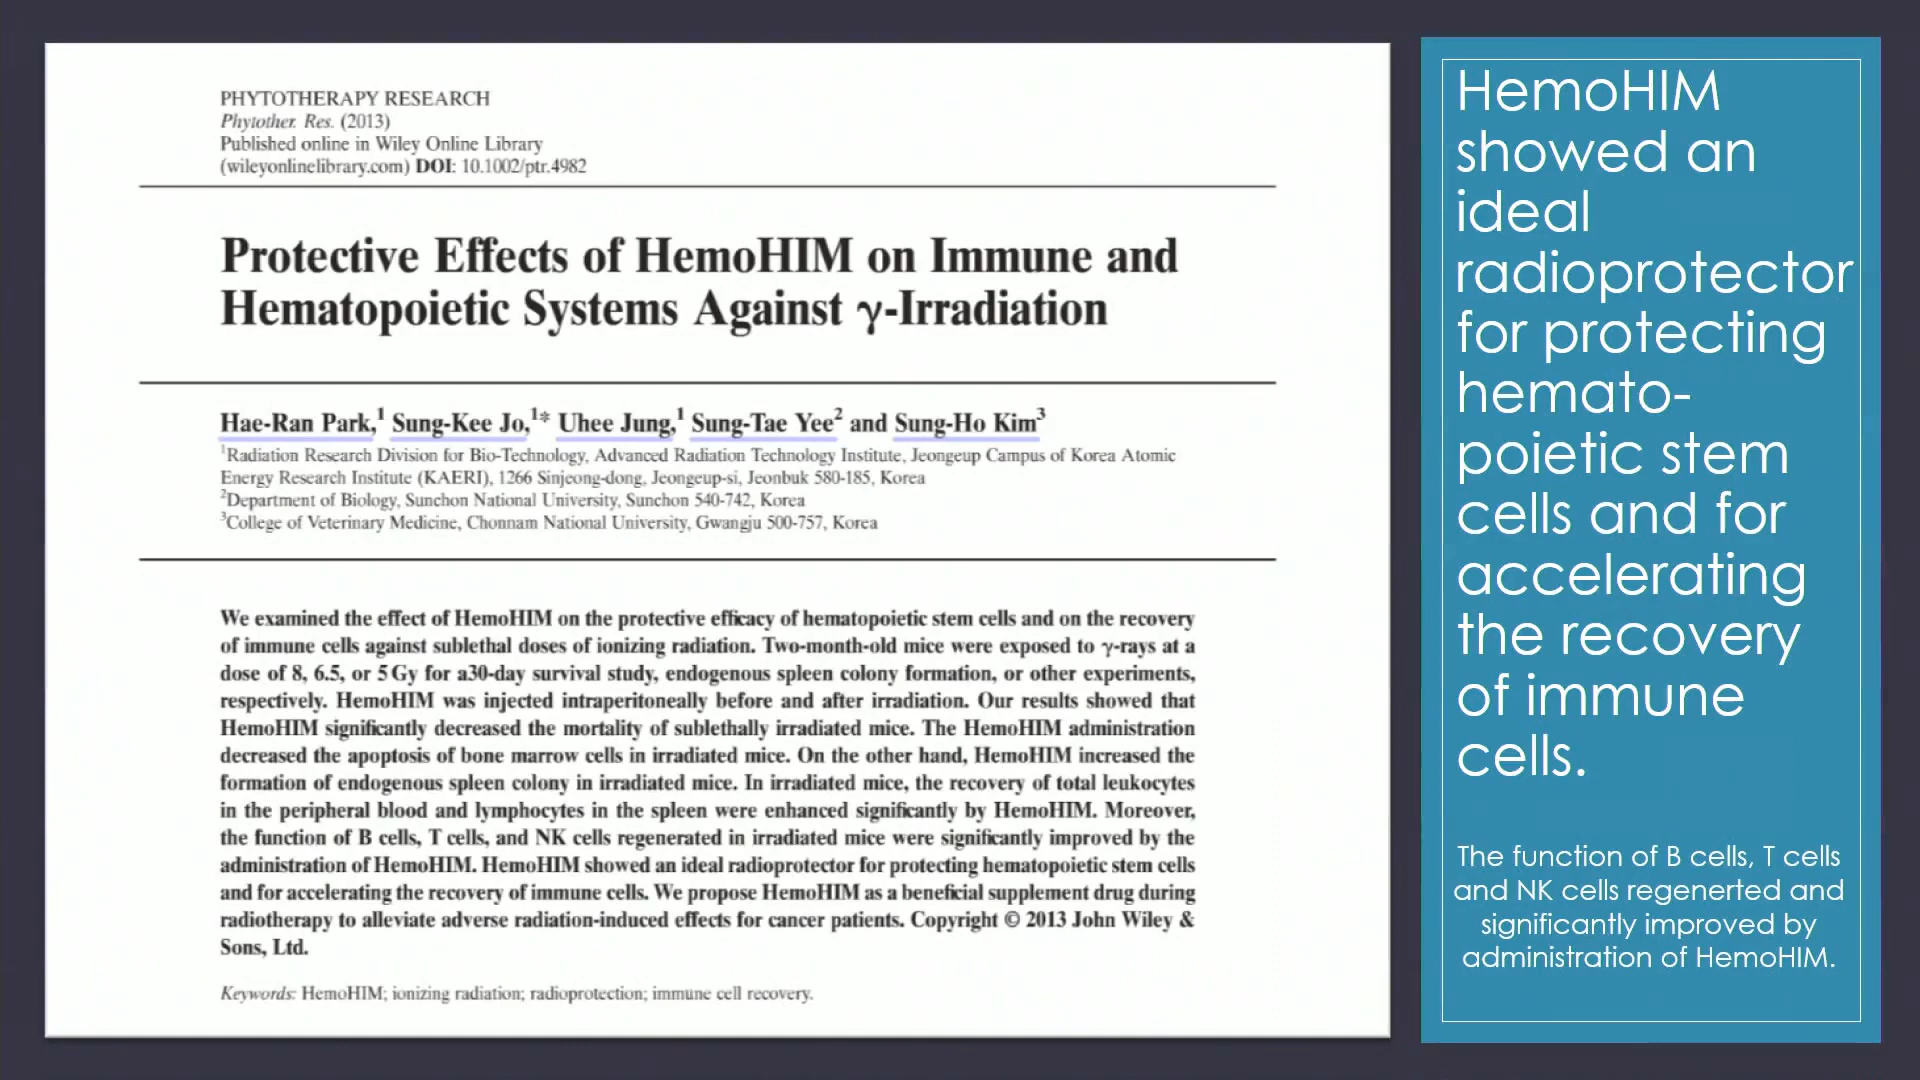 PHYTOTHERAPY RESEARCH
Phytother. Res. (2013)
Published online in Wiley Online Library
(wileyonlinelibrary.com) DOI: 10.1002/ptr.4982
Protective Effects of HemoHIM on Immune and
Hematopoietic Systems Against γ-Irradiation
Hae-Ran Park,¹ Sung-Kee Jo,¹* Uhee Jung,¹ Sung-Tae Yee² and Sung-Ho Kim³
¹Radiation Research Division for Bio-Technology, Advanced Radiation Technology Institute, Jeongeup Campus of Korea Atomic
Energy Research Institute (KAERI), 1266 Sinjeong-dong, Jeongeup-si, Jeonbuk 580-185, Korea
²Department of Biology, Sunchon National University, Sunchon 540-742, Korea
³College of Veterinary Medicine, Chonnam National University, Gwangju 500-757, Korea
We examined the effect of HemoHIM on the protective efficacy of hematopoietic stem cells and on the recovery
of immune cells against sublethal doses of ionizing radiation. Two-month-old mice were exposed to γ-rays at a
dose of 8, 6.5, or 5 Gy for a30-day survival study, endogenous spleen colony formation, or other experiments,
respectively. HemoHIM was injected intraperitoneally before and after irradiation. Our results showed that
HemoHIM significantly decreased the mortality of sublethally irradiated mice. The HemoHIM administration
decreased the apoptosis of bone marrow cells in irradiated mice. On the other hand, HemoHIM increased the
formation of endogenous spleen colony in irradiated mice. In irradiated mice, the recovery of total leukocytes
in the peripheral blood and lymphocytes in the spleen were enhanced significantly by HemoHIM. Moreover,
the function of B cells, T cells, and NK cells regenerated in irradiated mice were significantly improved by the
administration of HemoHIM. HemoHIM showed an ideal radioprotector for protecting hematopoietic stem cells
and for accelerating the recovery of immune cells. We propose HemoHIM as a beneficial supplement drug during
radiotherapy to alleviate adverse radiation-induced effects for cancer patients. Copyright © 2013 John Wiley &
Sons, Ltd.
Keywords: HemoHIM; ionizing radiation; radioprotection; immune cell recovery.
HemoHIM
showed an
ideal
radioprotector
for protecting
hemato-
poietic stem
cells and for
accelerating
the recovery
of immune
cells.
The function of B cells, T cells
and NK cells regenerted and
significantly improved by
administration of HemoHIM.